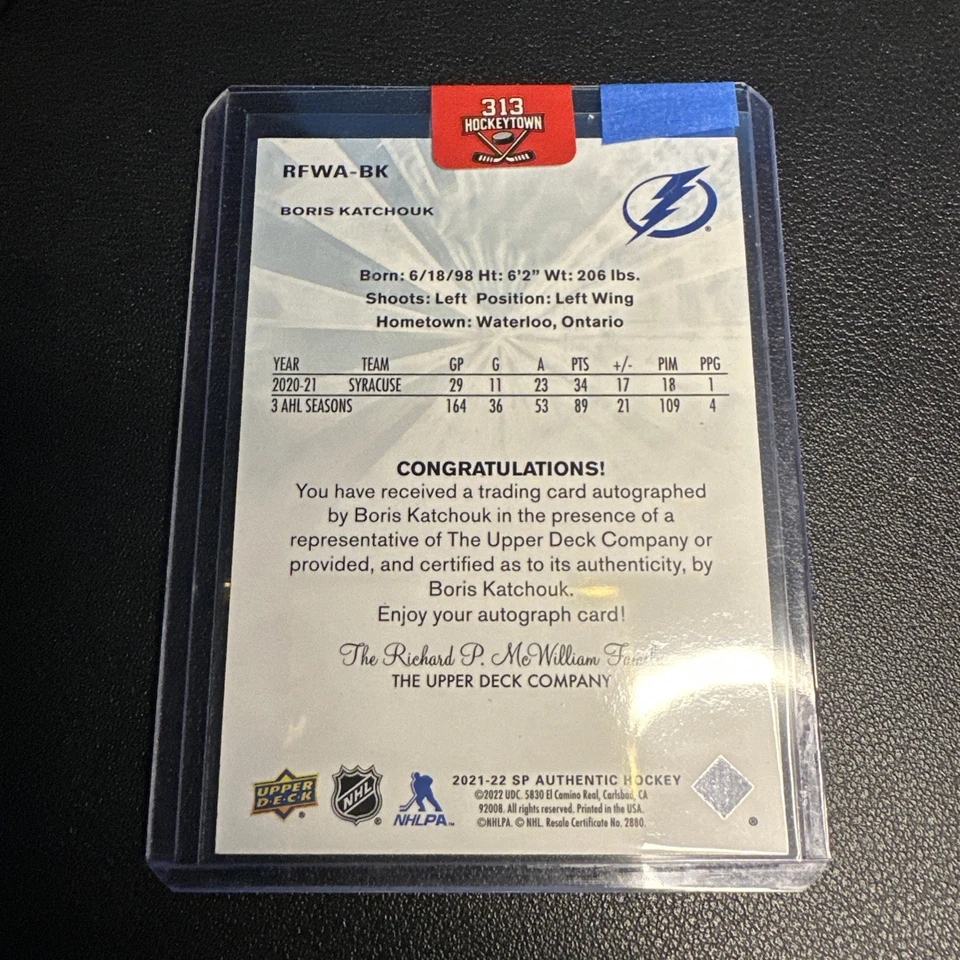 313
HOCKEYTOWN
RFWA-BK
BORIS KATCHOUK
Born: 6/18/98 Ht: 6'2" Wt: 206 lbs.
Shoots: Left Position: Left Wing
Hometown: Waterloo, Ontario
YEAR TEAM GP G A PTS +/- PIM PPG
2020-21 SYRACUSE 29 11 23 34 17 18 1
3 AHL SEASONS 164 36 53 89 21 109 4
CONGRATULATIONS!
You have received a trading card autographed
by Boris Katchouk in the presence of a
representative of The Upper Deck Company or
provided, and certified as to its authenticity, by
Boris Katchouk.
Enjoy your autograph card!
The Richard P. McWilliam Family
THE UPPER DECK COMPANY
UPPER
D·E·C·K
®
NHL
®
NHLPA™
2021-22 SP AUTHENTIC HOCKEY
©2022 UDC. 5830 El Camino Real, Carlsbad, CA
92008. All rights reserved. Printed in the USA.
©NHLPA. © NHL. Resale Certificate No. 2880.
®